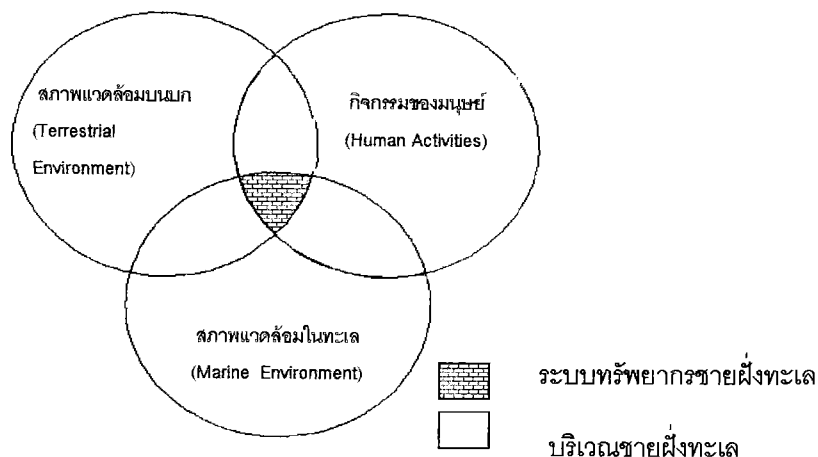 สภาพแวดล้อมบนบก
(Terrestrial
Environment)
กิจกรรมของมนุษย์
(Human Activities)
สภาพแวดล้อมในทะเล
(Marine Environment)
ระบบทรัพยากรชายฝั่งทะเล
บริเวณชายฝั่งทะเล